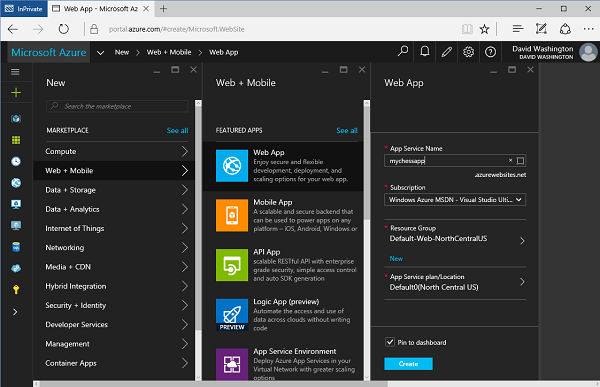 InPrivate
Web App - Microsoft Az
portal.azure.com/#create/Microsoft.WebSite
Microsoft Azure
New
Web + Mobile
Web App
David Washington
DAVID WASHINGTON
New
Search the marketplace
MARKETPLACE
See all
Compute
Web + Mobile
Data + Storage
Data + Analytics
Internet of Things
Networking
Media + CDN
Hybrid Integration
Security + Identity
Developer Services
Management
Container Apps
Web + Mobile
FEATURED APPS
See all
Web App
Enjoy secure and flexible
development, deployment, and
scaling options for your web app.
Mobile App
A scalable and secure backend that
can be used to power apps on any
platform – iOS, Android, Windows or
API App
scalable RESTful API with enterprise
grade security, simple access control
and auto SDK generation
PREVIEW
Logic App (preview)
Automate the access and use of
data across clouds without writing
code
App Service Environment
Deploy Azure App Services in your
Virtual Network with greater scaling
options
Web App
* App Service Name
mychessapp
.azurewebsites.net
* Subscription
Windows Azure MSDN - Visual Studio Ulti...
* Resource Group
Default-Web-NorthCentralUS
New
* App Service plan/Location
Default0(North Central US)
Pin to dashboard
Create